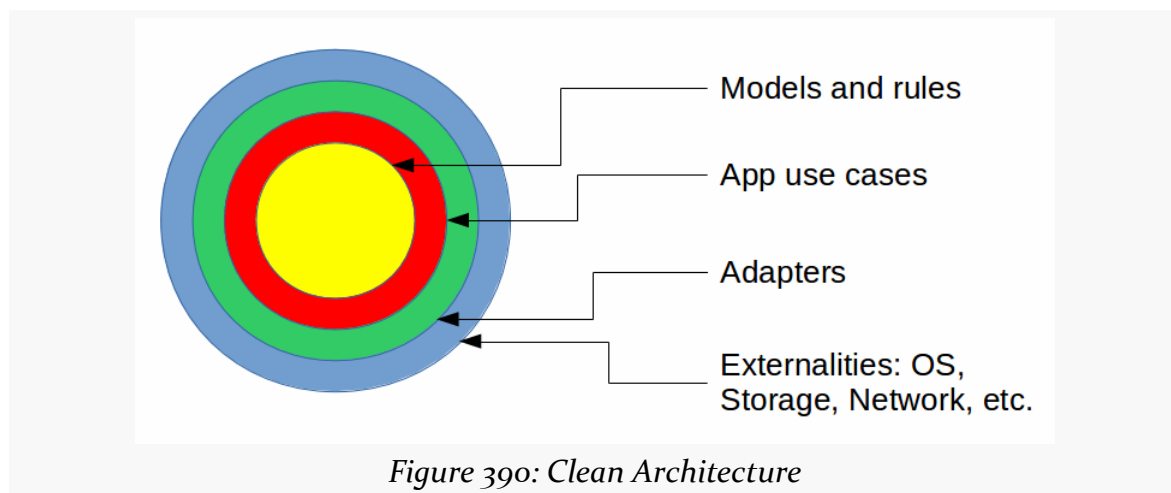 Models and rules
App use cases
Adapters
Externalities: OS,
Storage, Network, etc.
Figure 390: Clean Architecture